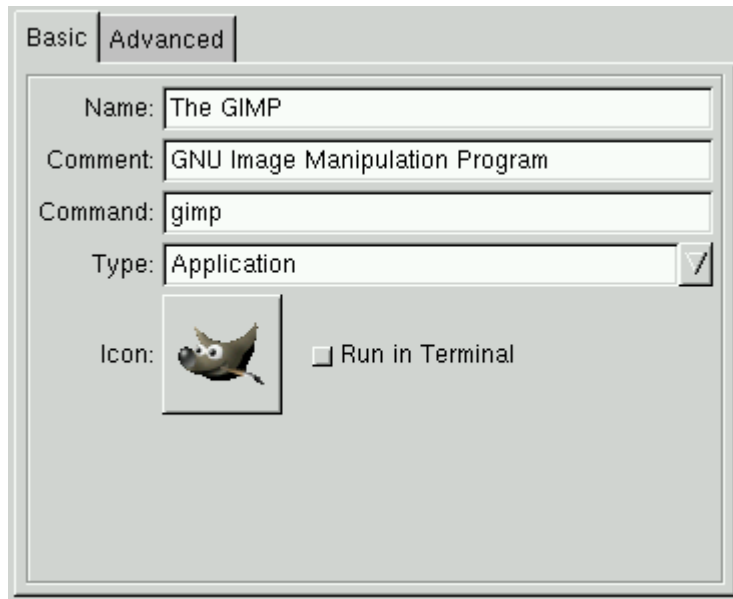 Basic Advanced
Name: The GIMP
Comment: GNU Image Manipulation Program
Command: gimp
Type: Application
Icon: Run in Terminal